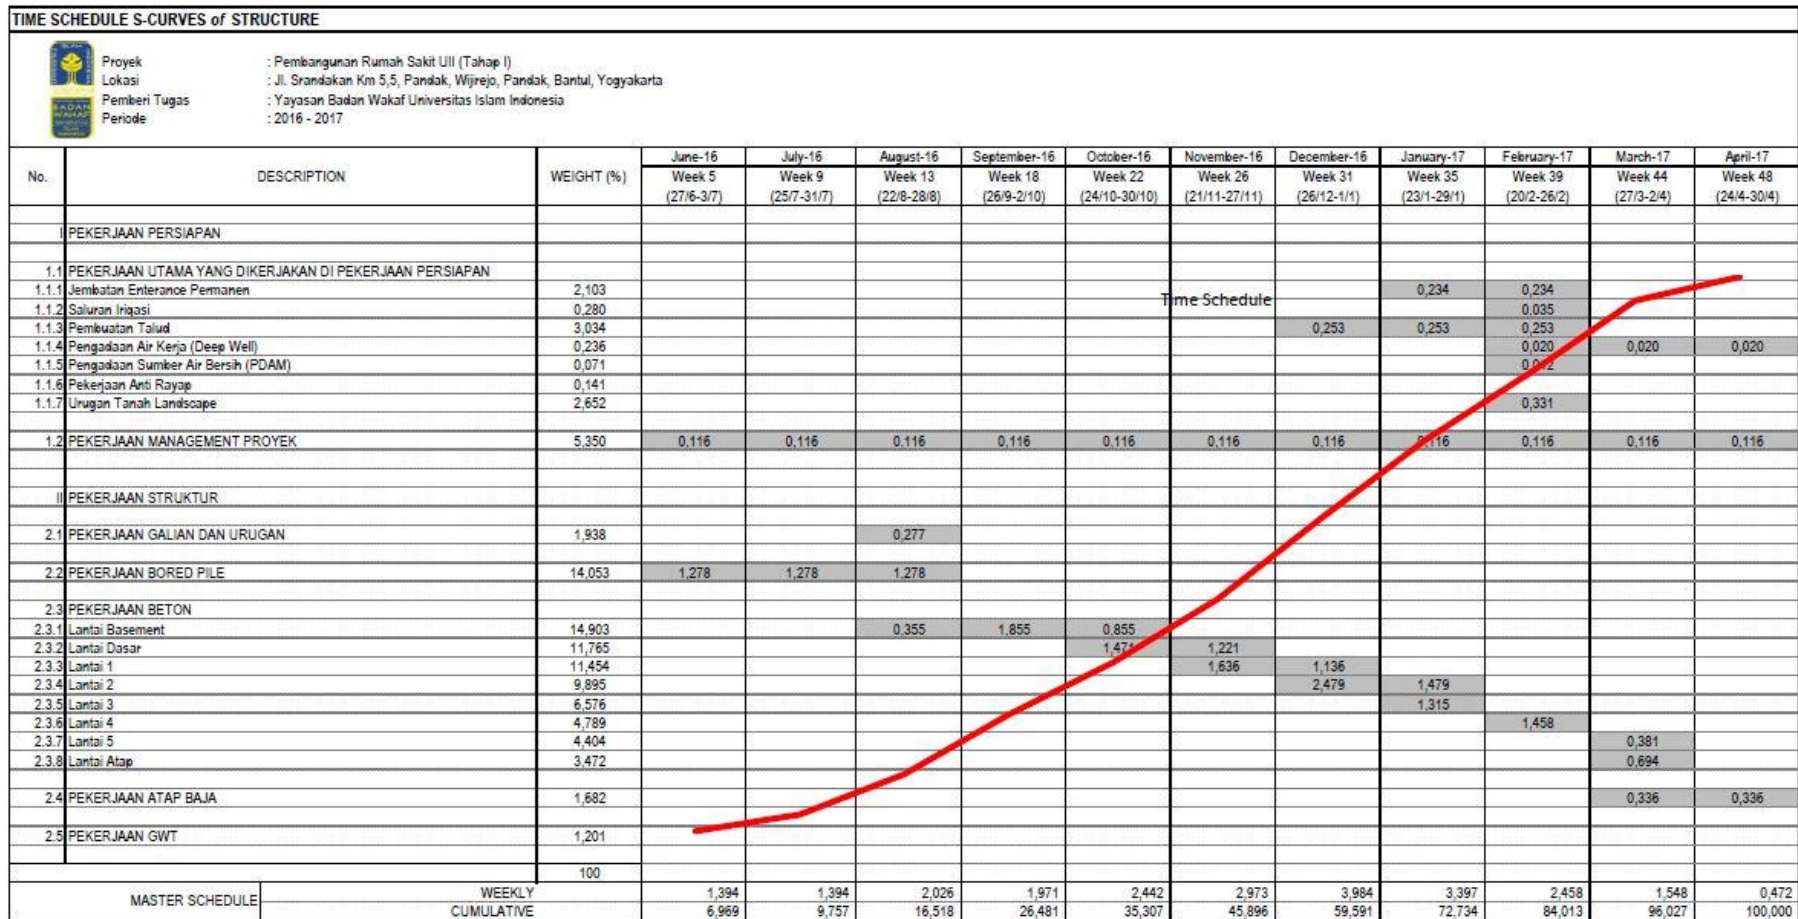 TIME SCHEDULE S-CURVES of STRUCTURE
Proyek : Pembangunan Rumah Sakit UII (Tahap I)
Lokasi : Jl. Srandakan Km 5,5, Pandak, Wijirejo, Pandak, Bantul, Yogyakarta
Pemberi Tugas : Yayasan Badan Wakaf Universitas Islam Indonesia
Periode : 2016 - 2017
ISLAM
BADAN
WAKAF
June-16 July-16 August-16 September-16 October-16 November-16 December-16 January-17 February-17 March-17 April-17
No. DESCRIPTION WEIGHT (%) Week 5 Week 9 Week 13 Week 18 Week 22 Week 26 Week 31 Week 35 Week 39 Week 44 Week 48
(27/6-3/7) (25/7-31/7) (22/8-28/8) (26/9-2/10) (24/10-30/10) (21/11-27/11) (26/12-1/1) (23/1-29/1) (20/2-26/2) (27/3-2/4) (24/4-30/4)
I PEKERJAAN PERSIAPAN
1.1 PEKERJAAN UTAMA YANG DIKERJAKAN DI PEKERJAAN PERSIAPAN
1.1.1 Jembatan Enterance Permanen 2,103 0,234 0,234
Time Schedule
1.1.2 Saluran Irigasi 0,280 0,035
1.1.3 Pembuatan Talud 3,034 0,253 0,253 0,253
1.1.4 Pengadaan Air Kerja (Deep Well) 0,236 0,020 0,020 0,020
1.1.5 Pengadaan Sumber Air Bersih (PDAM) 0,071
1.1.6 Pekerjaan Anti Rayap 0,141
1.1.7 Urugan Tanah Landscape 2,652 0,331
1.2 PEKERJAAN MANAGEMENT PROYEK 5,350 0,116 0,116 0,116 0,116 0,116 0,116 0,116 0,116 0,116 0,116 0,116
II PEKERJAAN STRUKTUR
2.1 PEKERJAAN GALIAN DAN URUGAN 1,938 0,277
2.2 PEKERJAAN BORED PILE 14,053 1,278 1,278 1,278
2.3 PEKERJAAN BETON
2.3.1 Lantai Basement 14,903 0,355 1,855 0,855
2.3.2 Lantai Dasar 11,765 1,471 1,221
2.3.3 Lantai 1 11,454 1,636 1,136
2.3.4 Lantai 2 9,895 2,479 1,479
2.3.5 Lantai 3 6,576 1,315
2.3.6 Lantai 4 4,789 1,458
2.3.7 Lantai 5 4,404 0,381
2.3.8 Lantai Atap 3,472 0,694
2.4 PEKERJAAN ATAP BAJA 1,682 0,336 0,336
2.5 PEKERJAAN GWT 1,201
100
MASTER SCHEDULE
WEEKLY 1,394 1,394 2,026 1,971 2,442 2,973 3,984 3,397 2,458 1,548 0,472
CUMULATIVE 6,969 9,757 16,518 26,481 35,307 45,896 59,591 72,734 84,013 96,027 100,000